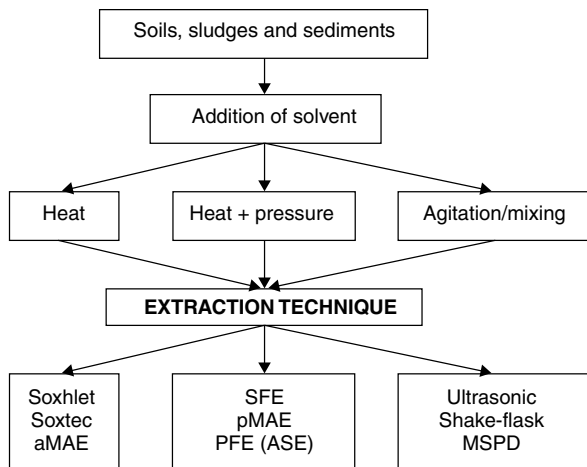 Soils, sludges and sediments
Addition of solvent
Heat
Heat + pressure
Agitation/mixing
EXTRACTION TECHNIQUE
Soxhlet
Soxtec
aMAE
SFE
pMAE
PFE (ASE)
Ultrasonic
Shake-flask
MSPD